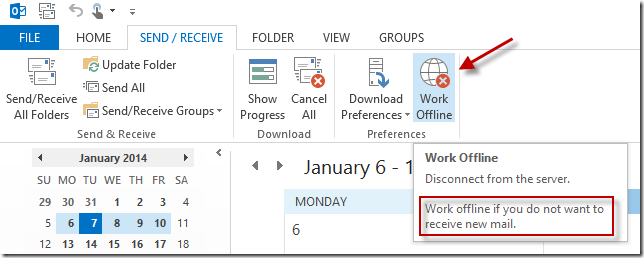 FILE HOME SEND / RECEIVE FOLDER VIEW GROUPS
Send/Receive
All Folders
Update Folder
Send All
Send/Receive Groups
Send & Receive
Show
Progress
Cancel
All
Download
Download
Preferences
Work
Offline
Preferences
January 2014
SU MO TU WE TH FR SA
29 30 31 1 2 3 4
5 6 7 8 9 10 11
12 13 14 15 16 17 18
January 6 - 1
MONDAY
6
Work Offline
Disconnect from the server.
Work offline if you do not want to
receive new mail.